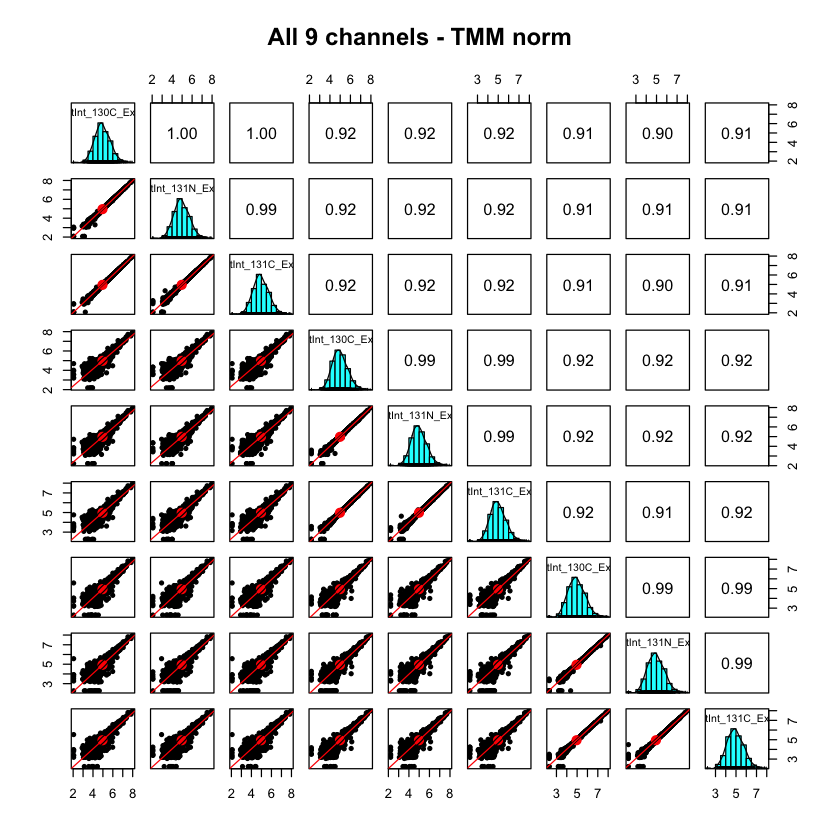 All 9 channels - TMM norm
2 4 6 8 2 4 6 8 3 5 7 3 5 7
tInt_130C_Ex 1.00 1.00 0.92 0.92 0.92 0.91 0.90 0.91 2 4 6 8
2 4 6 8 tInt_131N_Ex 0.99 0.92 0.92 0.92 0.91 0.91 0.91
tInt_131C_Ex 0.92 0.92 0.92 0.91 0.90 0.91 2 4 6 8
2 4 6 8 tInt_130C_Ex 0.99 0.99 0.92 0.92 0.92
tInt_131N_Ex 0.99 0.92 0.92 0.92 2 4 6 8
3 5 7 tInt_131C_Ex 0.92 0.91 0.92
tInt_130C_Ex 0.99 0.99 3 5 7
3 5 7 tInt_131N_Ex 0.99
tInt_131C_Ex 3 5 7
2 4 6 8 2 4 6 8 2 4 6 8 3 5 7 3 5 7